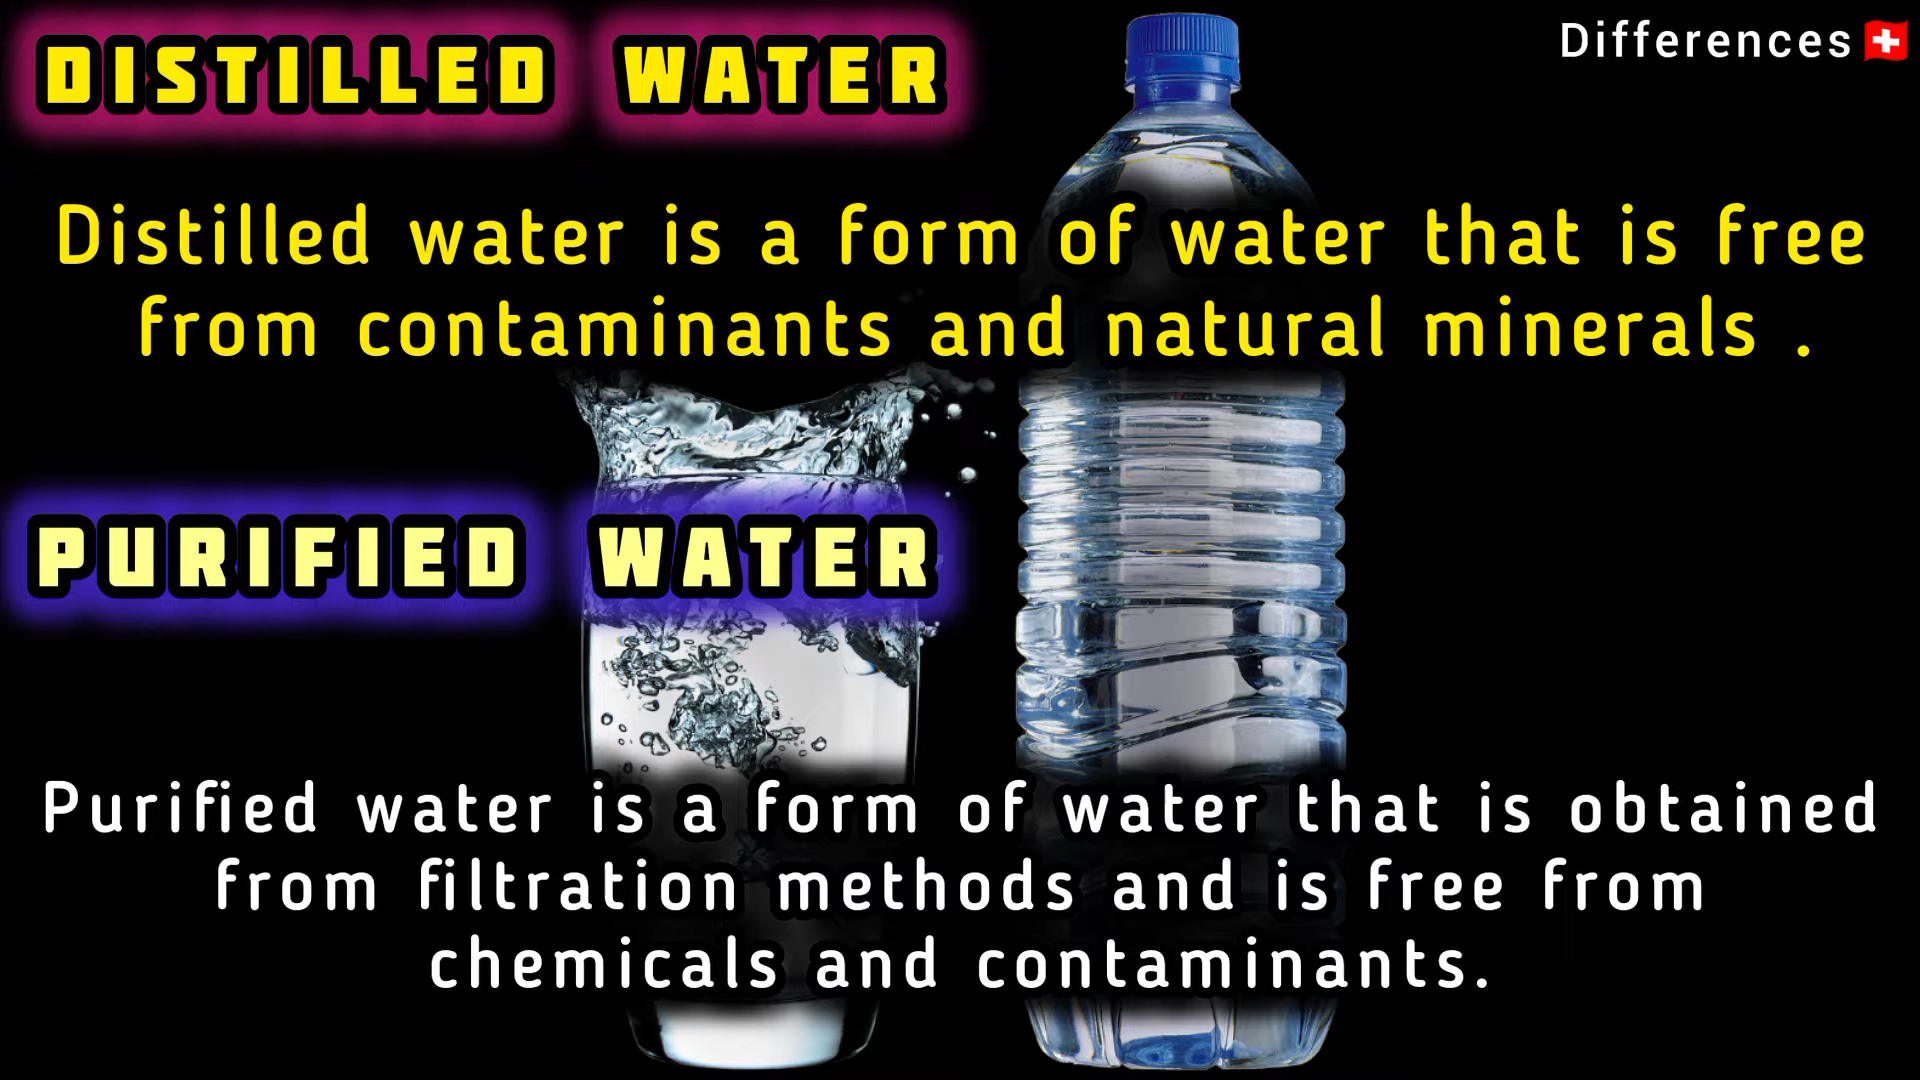 DISTILLED WATER
Differences
Distilled water is a form of water that is free
from contaminants and natural minerals .
PURIFIED WATER
Purified water is a form of water that is obtained
from filtration methods and is free from
chemicals and contaminants.